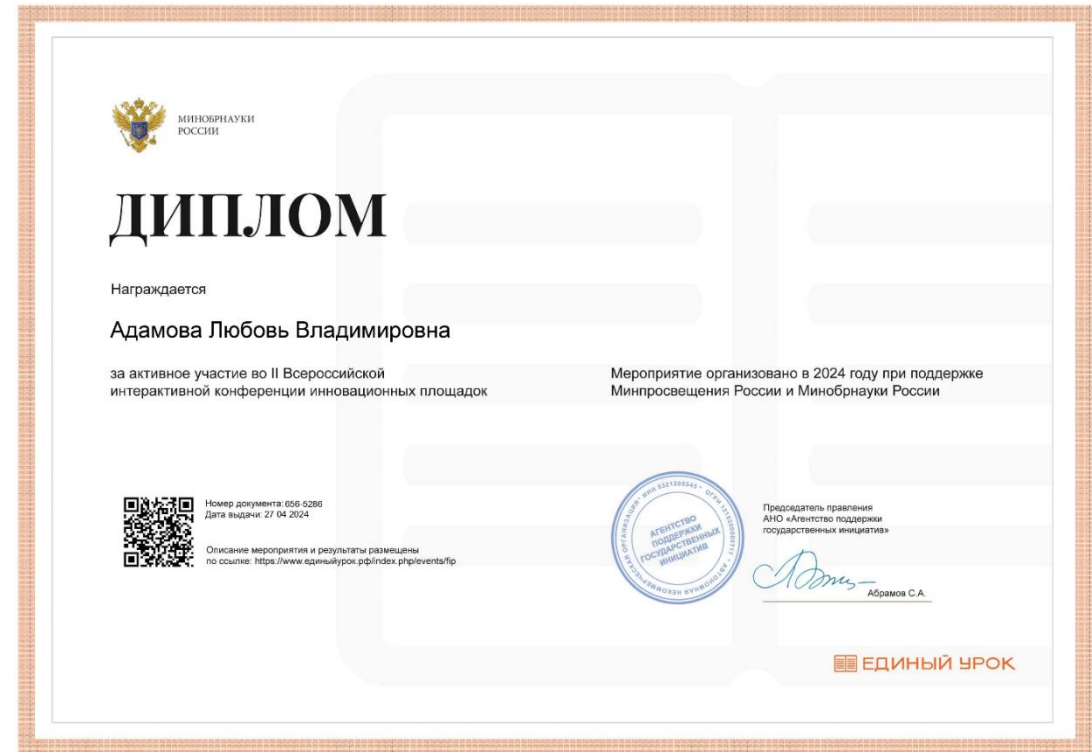 МИНОБРНАУКИ
РОССИИ
ДИПЛОМ
Награждается
Адамова Любовь Владимировна
за активное участие во II Всероссийской
интерактивной конференции инновационных площадок
Мероприятие организовано в 2024 году при поддержке
Минпросвещения России и Минобрнауки России
Номер документа: 656-5286
Дата выдачи: 27 04 2024
Описание мероприятия и результаты размещены
по ссылке: https://www.единыйурок.рф/index.php/events/fip
АГЕНТСТВО
ПОДДЕРЖКИ
ГОСУДАРСТВЕННЫХ
ИНИЦИАТИВ
АВТОНОМНАЯ НЕКОММЕРЧЕСКАЯ ОРГАНИЗАЦИЯ
Председатель правления
АНО «Агентство поддержки
государственных инициатив»
Абрамов С.А.
ЕДИНЫЙ УРОК